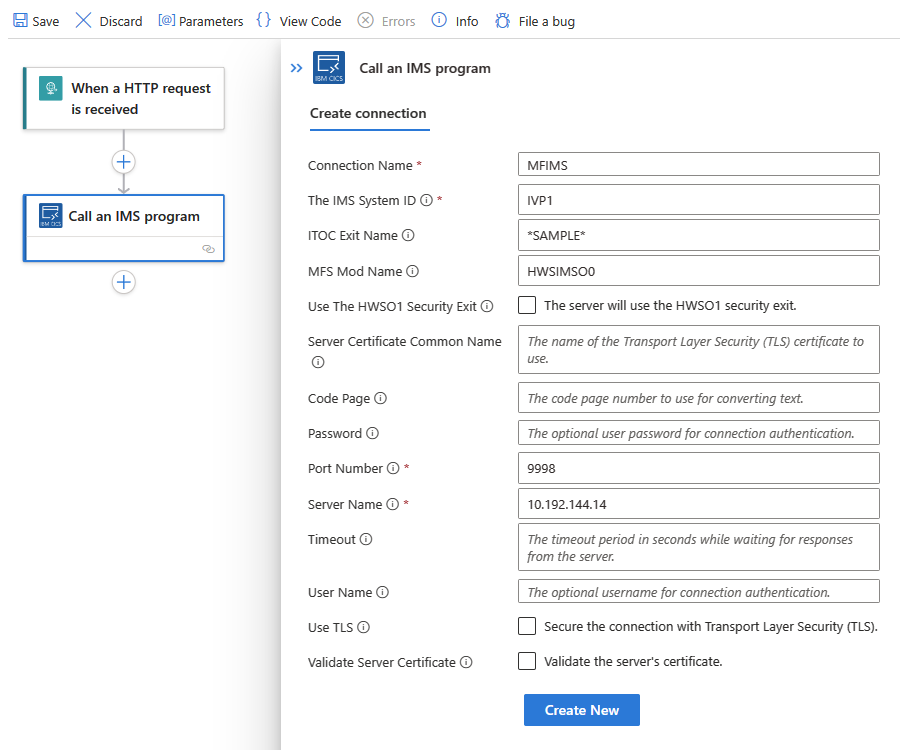 Save
Discard
Parameters
View Code
Errors
Info
File a bug
When a HTTP request
is received
IBM CICS
Call an IMS program
IBM CICS
Call an IMS program
Create connection
Connection Name *
MFIMS
The IMS System ID *
IVP1
ITOC Exit Name
*SAMPLE*
MFS Mod Name
HWSIMSO0
Use The HWSO1 Security Exit
The server will use the HWSO1 security exit.
Server Certificate Common Name
The name of the Transport Layer Security (TLS) certificate to
use.
Code Page
The code page number to use for converting text.
Password
The optional user password for connection authentication.
Port Number *
9998
Server Name *
10.192.144.14
Timeout
The timeout period in seconds while waiting for responses
from the server.
User Name
The optional username for connection authentication.
Use TLS
Secure the connection with Transport Layer Security (TLS).
Validate Server Certificate
Validate the server's certificate.
Create New